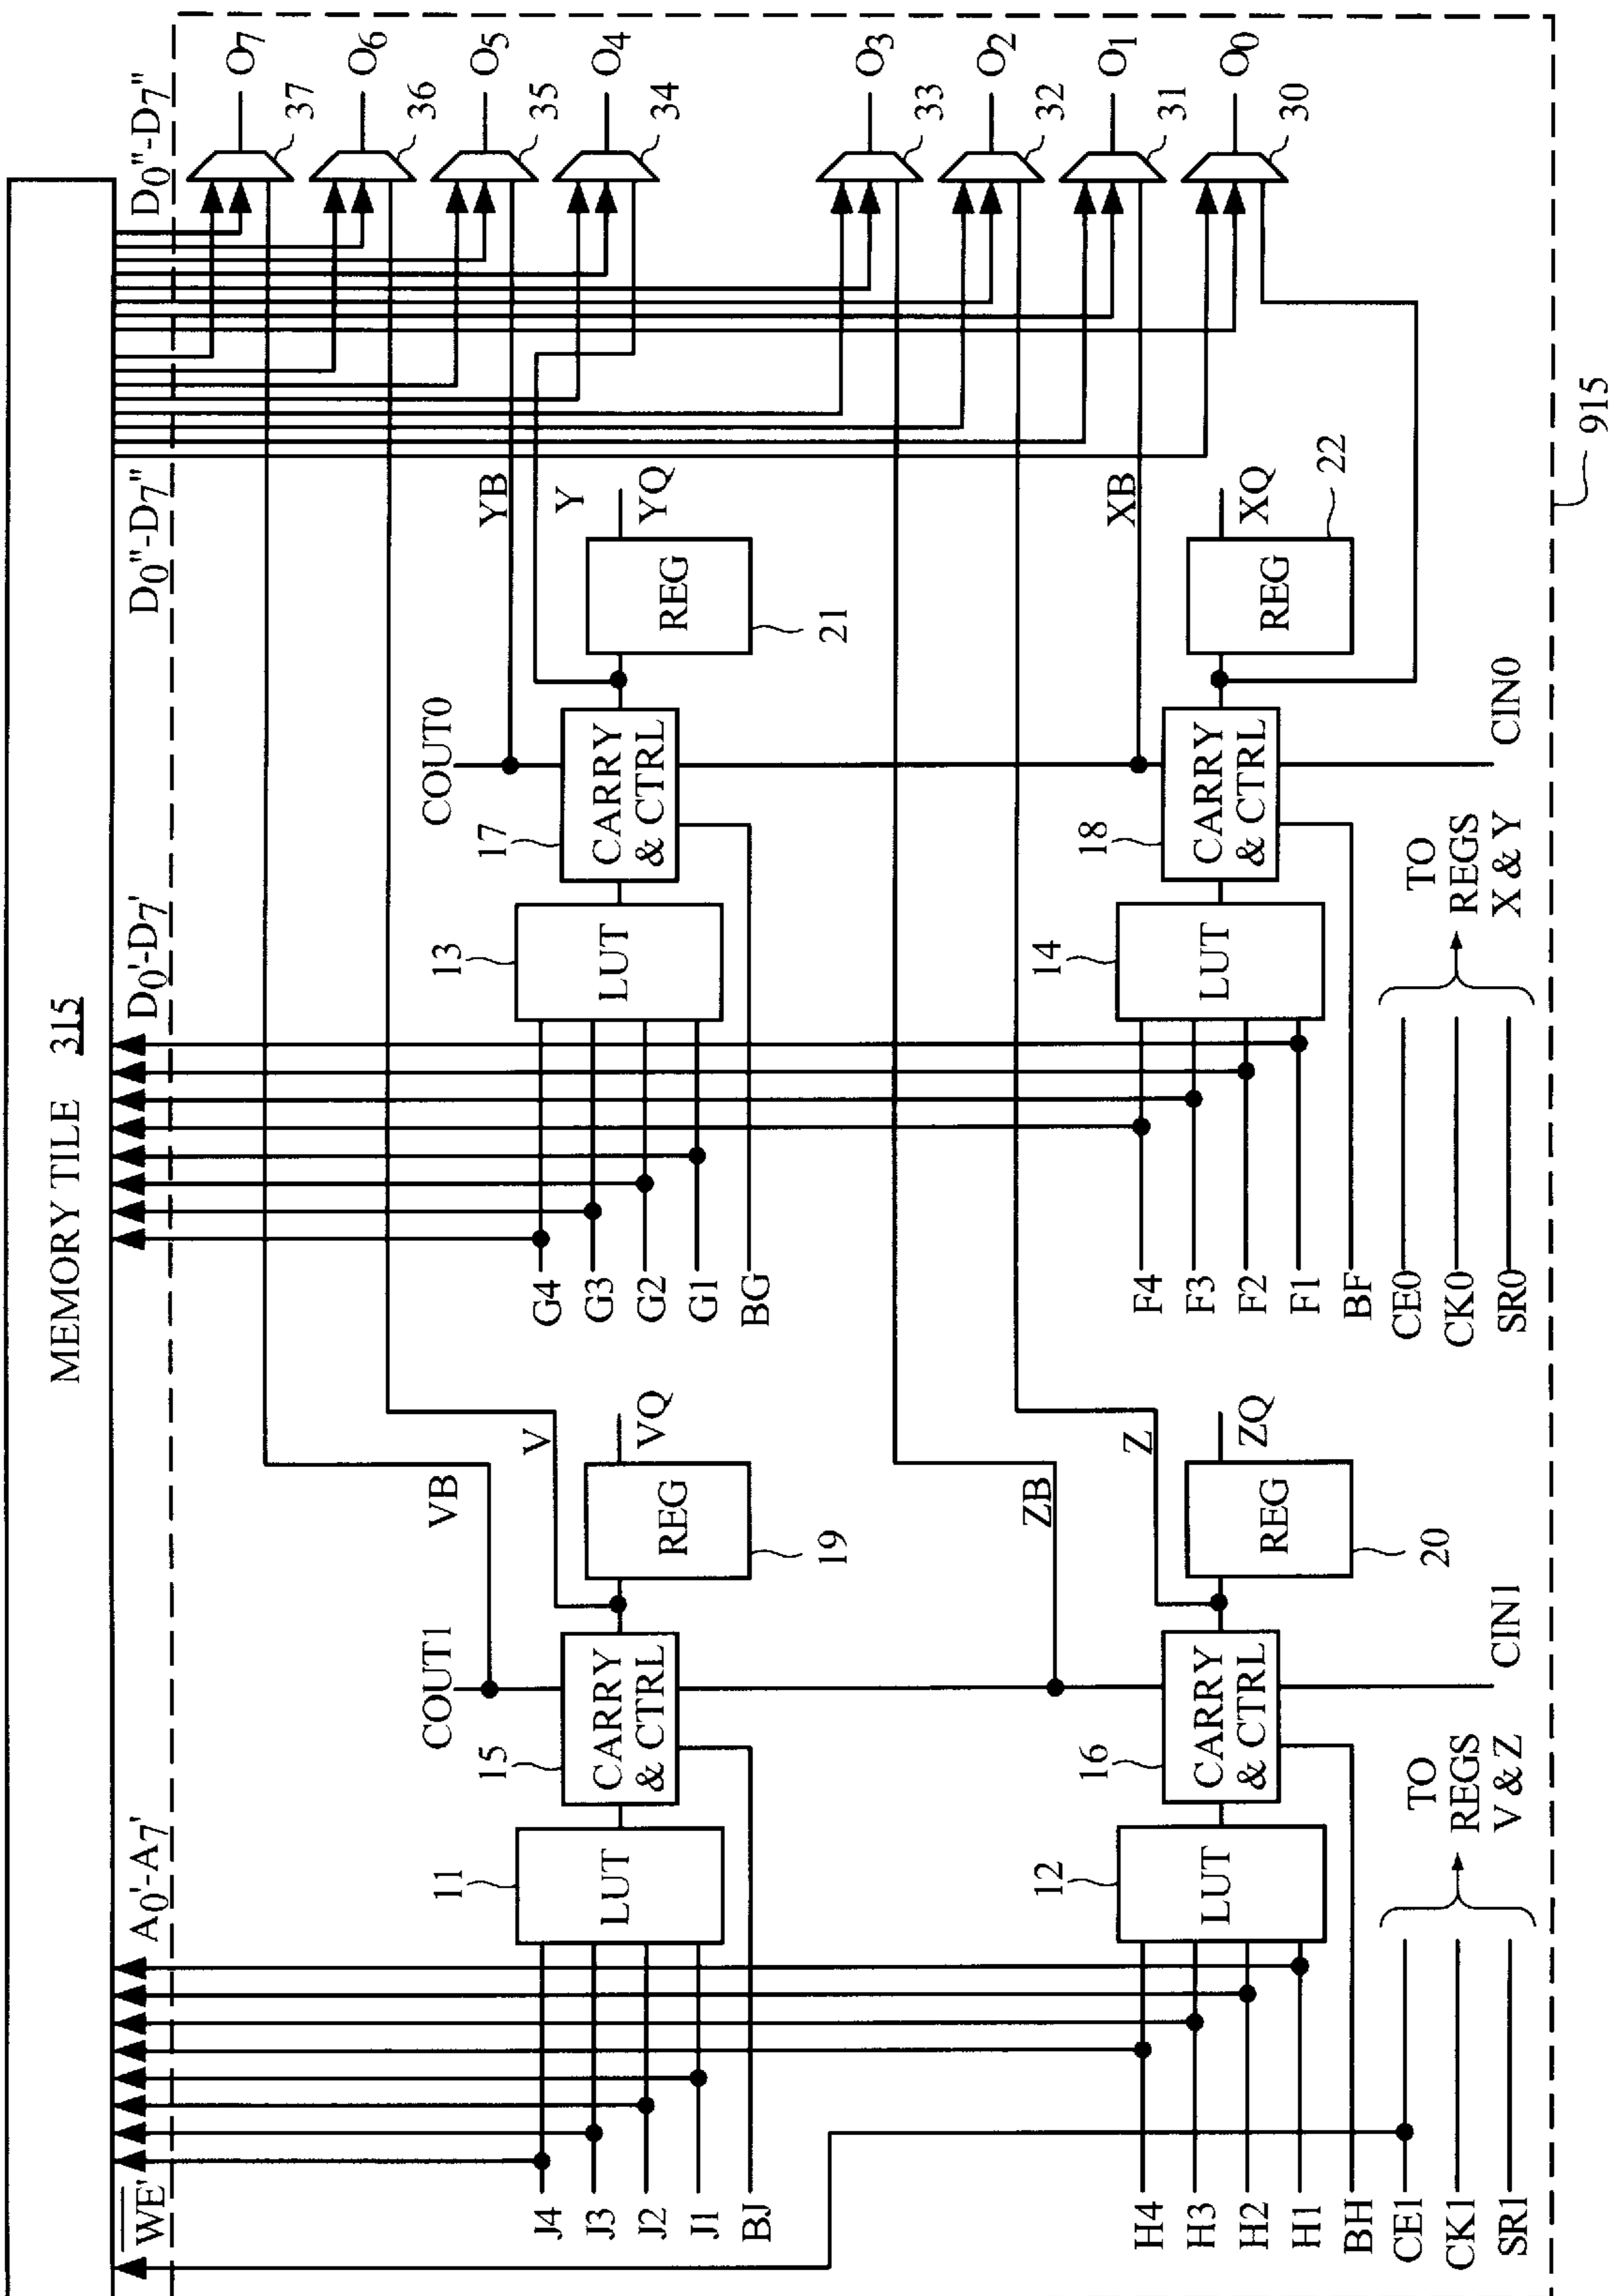 MEMORY TILE 315
WE'
A0'-A7'
D0'-D7'
D0"-D7"
D0"-D7"
J4
J3
J2
J1
BJ
11
LUT
15
CARRY
& CTRL
COUT1
VB
V
REG
VQ
19
G4
G3
G2
G1
BG
13
LUT
17
CARRY
& CTRL
COUT0
YB
Y
REG
YQ
21
37
O7
36
O6
35
O5
34
O4
H4
H3
H2
H1
BH
CE1
CK1
SR1
12
LUT
16
CARRY
& CTRL
CIN1
TO
REGS
V & Z
ZB
Z
REG
ZQ
20
F4
F3
F2
F1
BF
CE0
CK0
SR0
14
LUT
18
CARRY
& CTRL
CIN0
TO
REGS
X & Y
XB
REG
XQ
22
33
O3
32
O2
31
O1
30
O0
915